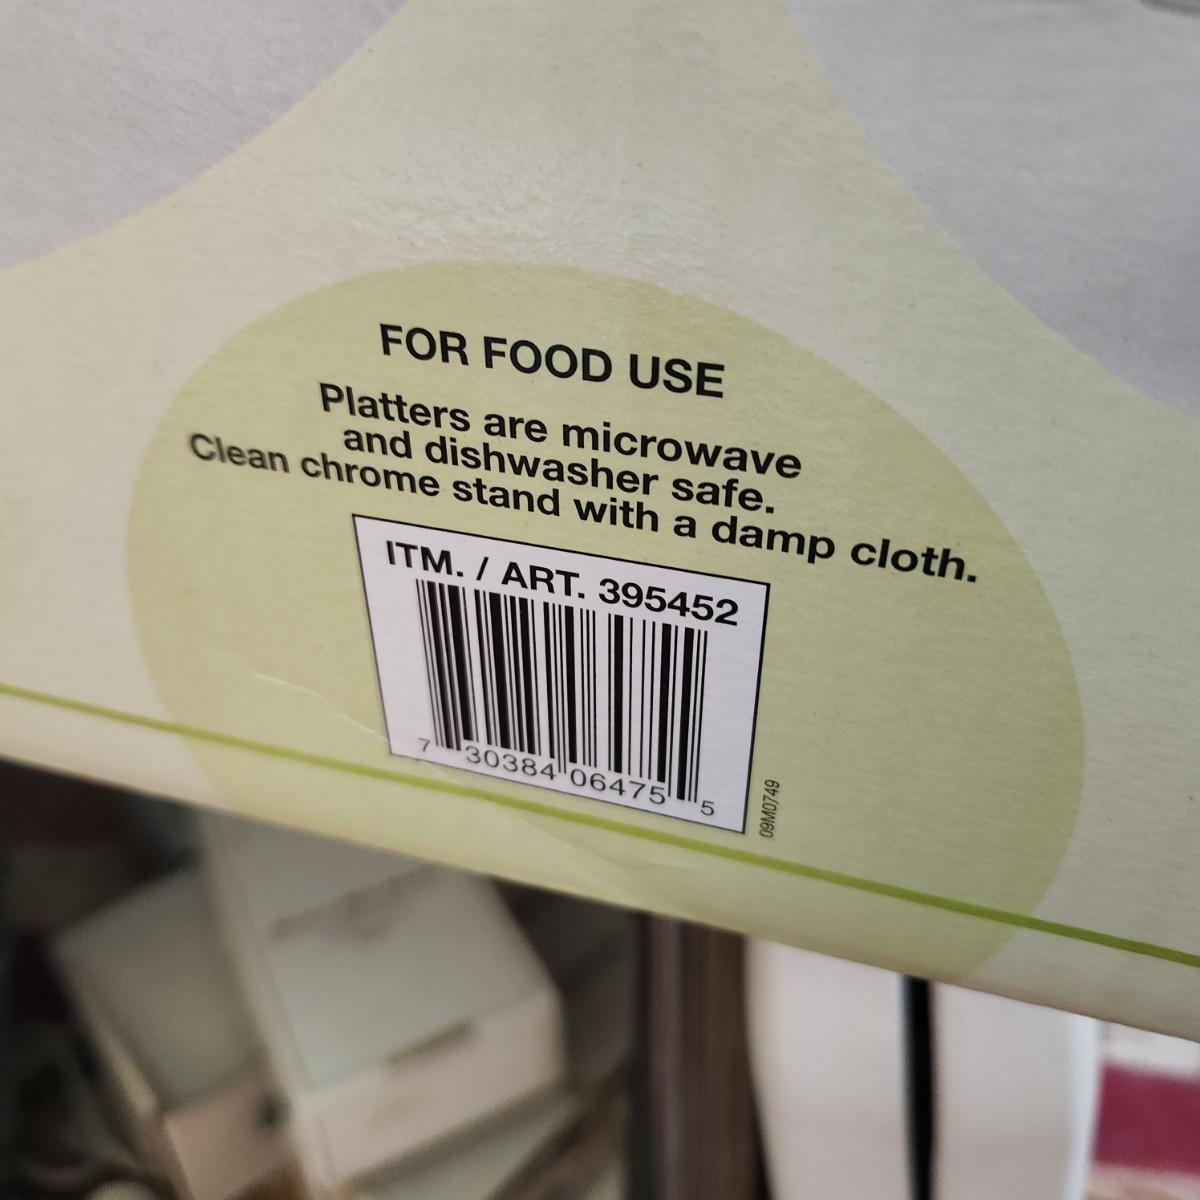 FOR FOOD USE
Platters are microwave
and dishwasher safe.
Clean chrome stand with a damp cloth.
ITM. / ART. 395452
7 30384 06475 5
09M0749